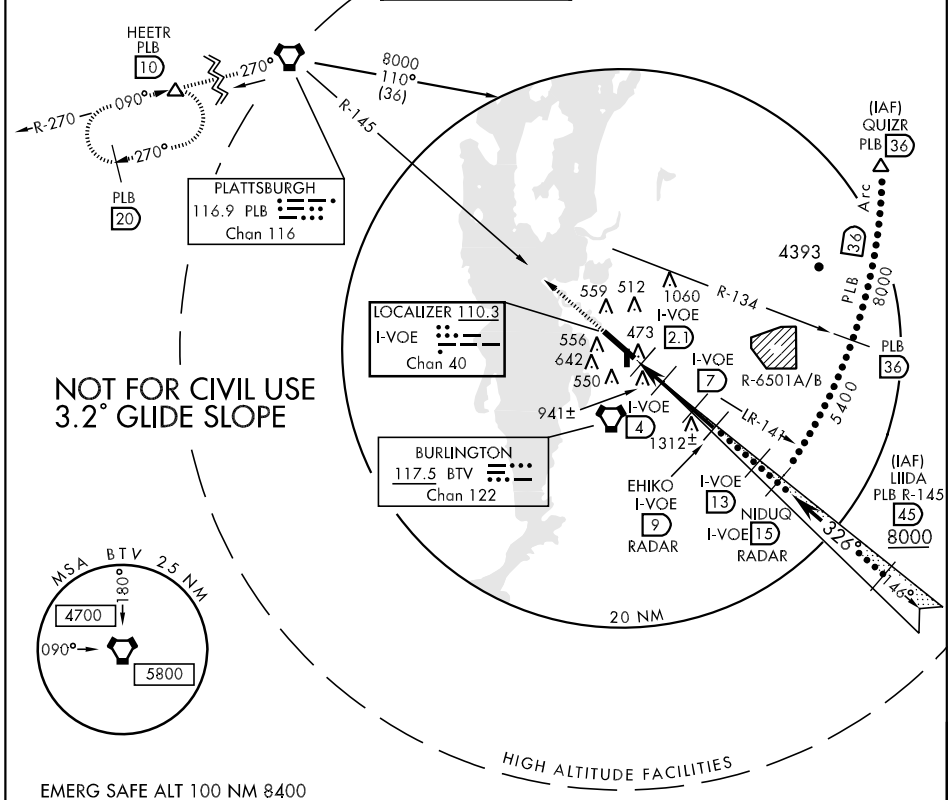 HEETR
PLB
10
270°
090°
R-270
270°
PLB
20
8000
110°
(36)
R-145
PLATTSBURGH
116.9 PLB
Chan 116
(IAF)
QUIZR
PLB 36
Arc
36
PLB
8000
4393
R-134
559
512
1060
LOCALIZER 110.3
I-VOE
Chan 40
556
642
550
473
I-VOE
2.1
I-VOE
7
R-6501A/B
PLB
36
5400
NOT FOR CIVIL USE
3.2° GLIDE SLOPE
941±
I-VOE
4
1312±
LR-141
BURLINGTON
117.5 BTV
Chan 122
EHIKO
I-VOE
9
RADAR
I-VOE
13
NIDUQ
I-VOE 15
RADAR
(IAF)
LIIDA
PLB R-145
45
8000
326°
146°
20 NM
MSA BTV 25 NM
180°
4700
090°
5800
HIGH ALTITUDE FACILITIES
EMERG SAFE ALT 100 NM 8400